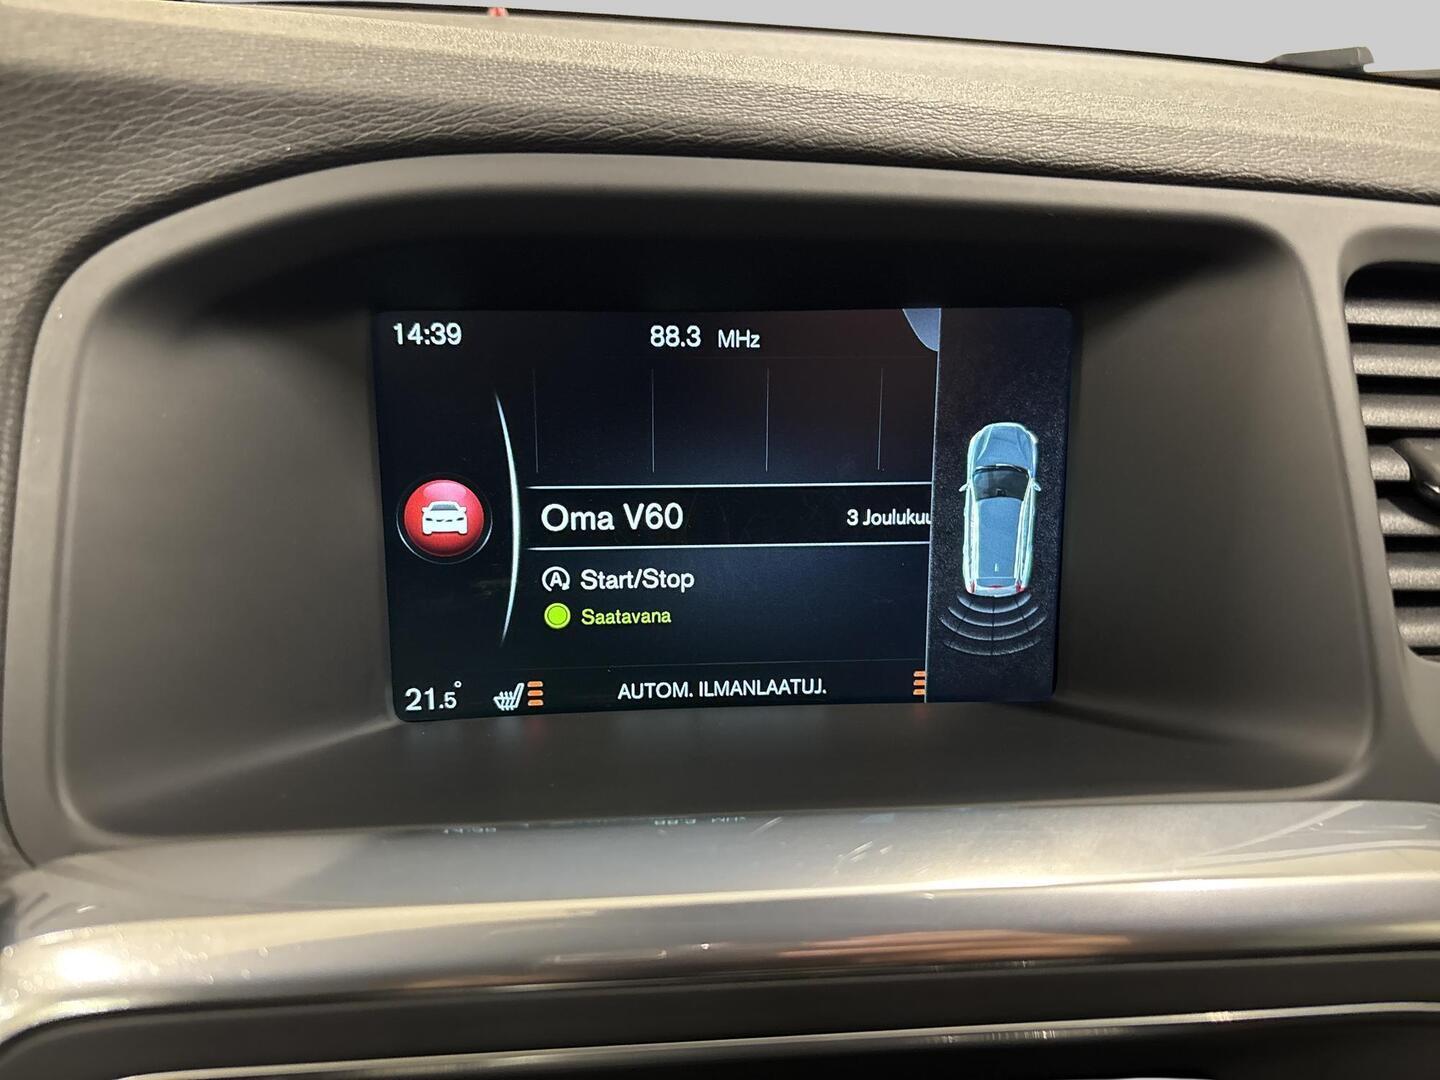 14:39 88.3 MHz
Oma V60 3 Joulukuu
Start/Stop
Saatavana
21.5° AUTOM. ILMANLAATUJ.